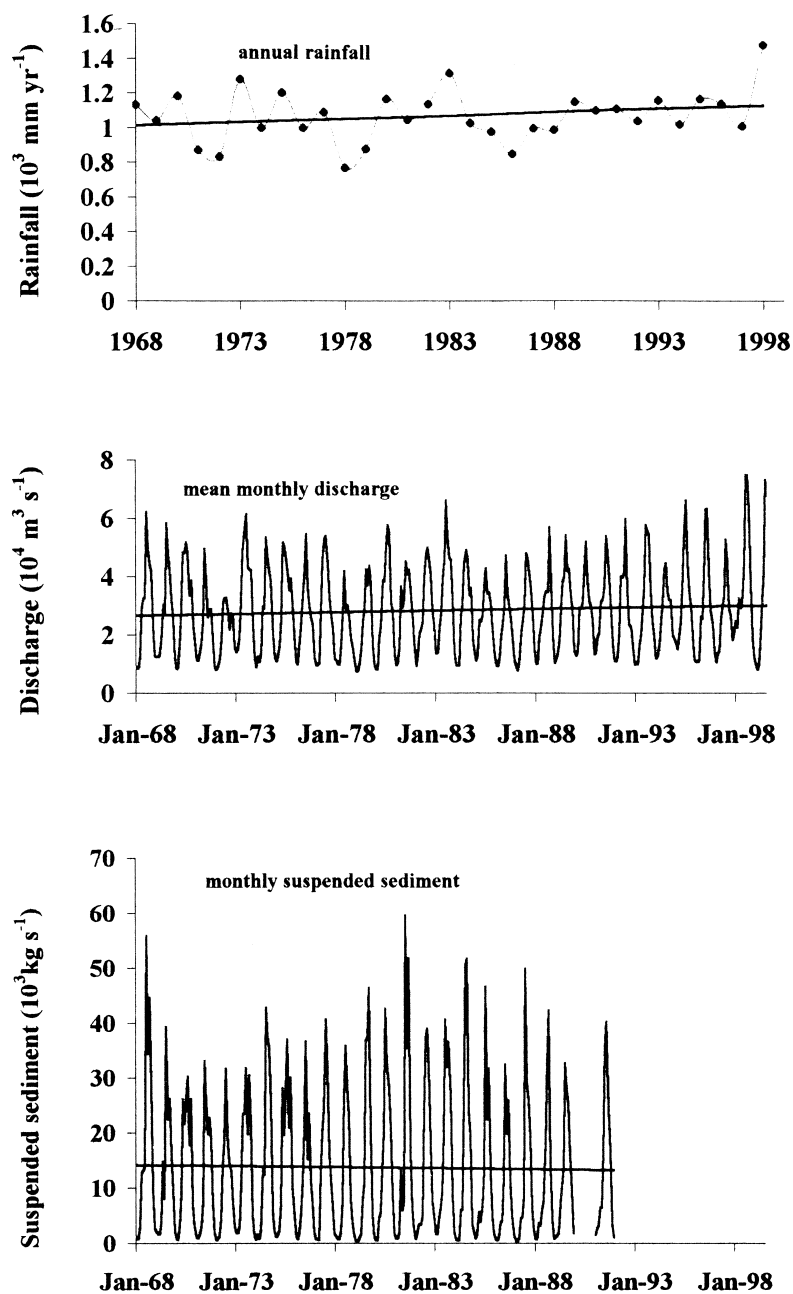 1.6
1.4
1.2
1
0.8
0.6
0.4
0.2
0
Rainfall (10³ mm yr⁻¹)
annual rainfall
1968 1973 1978 1983 1988 1993 1998
8
6
4
2
0
Discharge (10⁴ m³ s⁻¹)
mean monthly discharge
Jan-68 Jan-73 Jan-78 Jan-83 Jan-88 Jan-93 Jan-98
70
60
50
40
30
20
10
0
Suspended sediment (10³kg s⁻¹)
monthly suspended sediment
Jan-68 Jan-73 Jan-78 Jan-83 Jan-88 Jan-93 Jan-98